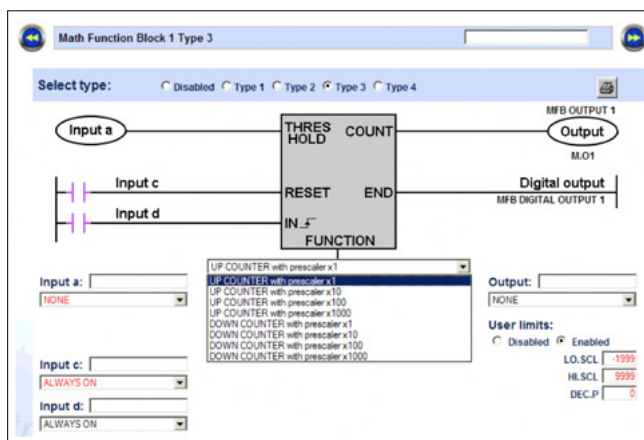 Math Function Block 1 Type 3
Select type: Disabled Type 1 Type 2 Type 3 Type 4
MFB OUTPUT 1
Input a
THRES HOLD
COUNT
Output
M.O1
Input c
RESET
END
Digital output
MFB DIGITAL OUTPUT 1
Input d
IN
FUNCTION
UP COUNTER with prescaler x1
UP COUNTER with prescaler x1
UP COUNTER with prescaler x10
UP COUNTER with prescaler x100
UP COUNTER with prescaler x1000
DOWN COUNTER with prescaler x1
DOWN COUNTER with prescaler x10
DOWN COUNTER with prescaler x100
DOWN COUNTER with prescaler x1000
Input a:
NONE
Input c:
ALWAYS ON
Input d:
ALWAYS ON
Output:
NONE
User limits:
Disabled Enabled
LO.SCL -1999
HI.SCL 9999
DEC.P 0